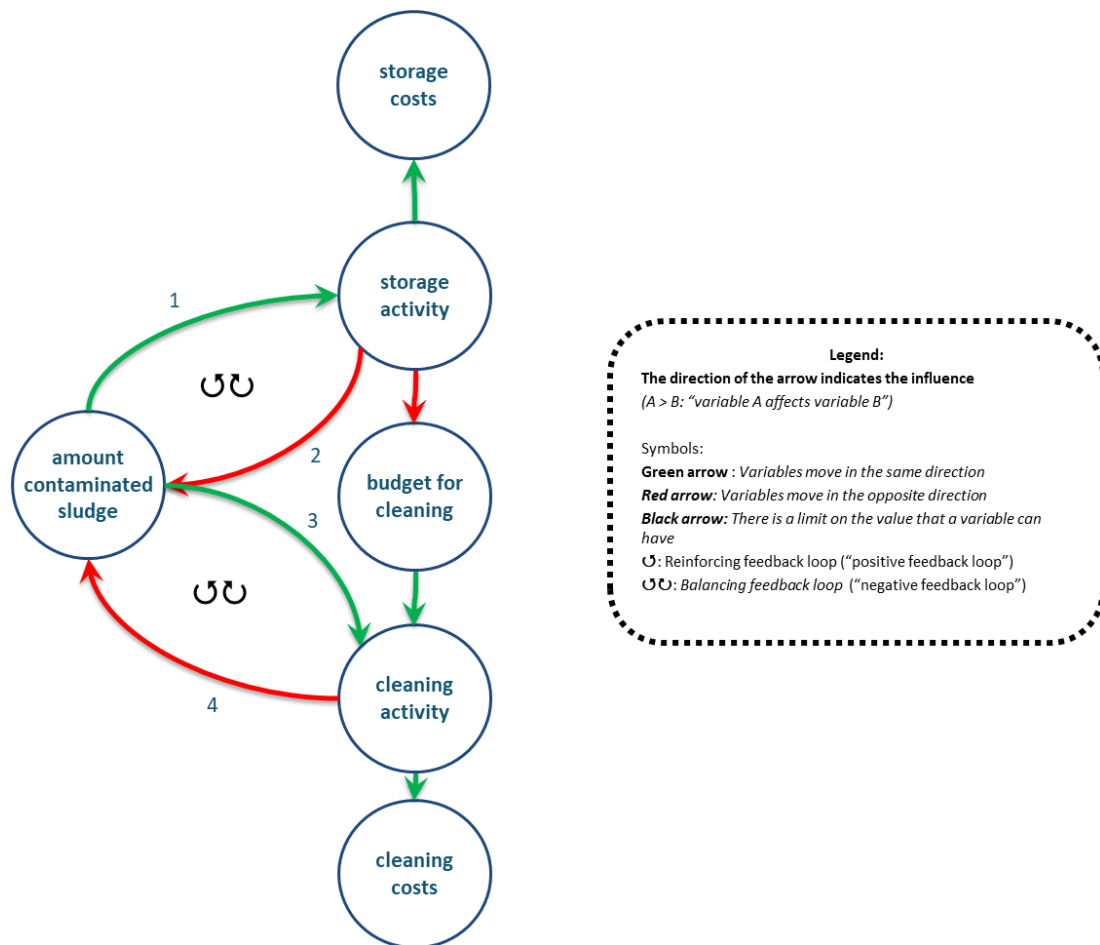 storage
costs
storage
activity
1
2
amount
contaminated
sludge
budget for
cleaning
3
4
cleaning
activity
cleaning
costs
Legend:
The direction of the arrow indicates the influence
(A > B: “variable A affects variable B”)
Symbols:
Green arrow : Variables move in the same direction
Red arrow: Variables move in the opposite direction
Black arrow: There is a limit on the value that a variable can
have
↺: Reinforcing feedback loop (“positive feedback loop”)
↺↻: Balancing feedback loop (“negative feedback loop”)